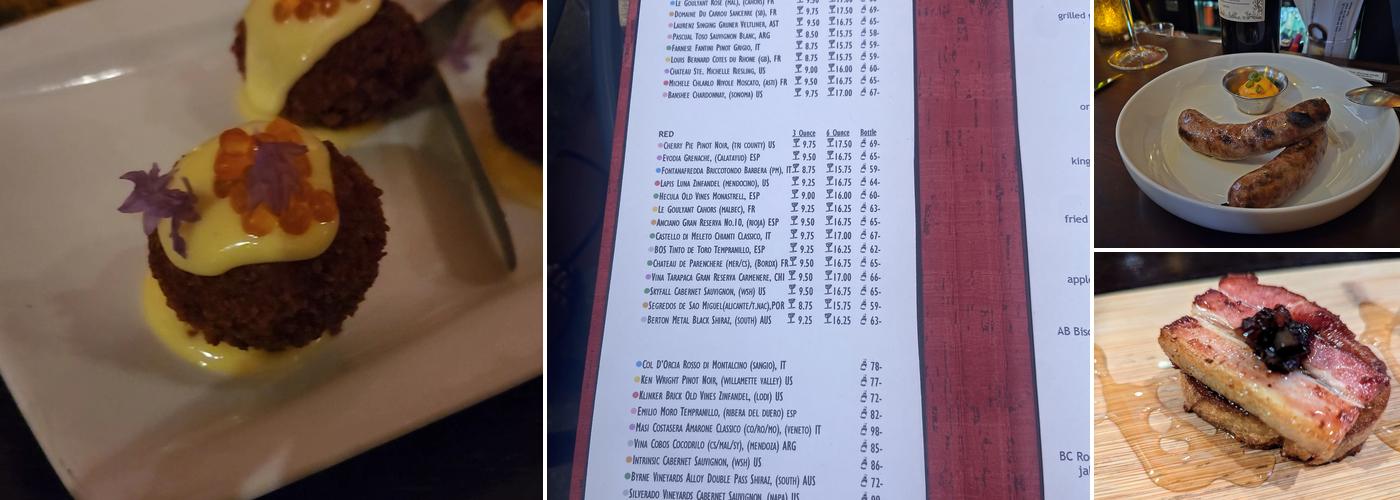 Le Goulyant Rosé (mal), (Cahors) FR 9.50 16.75 65-
Domaine Du Carrou Sancerre (sb), FR 9.75 17.50 69-
Laurenz Singing Gruner Veltliner, AST 9.50 16.75 65-
Pascual Toso Sauvignon Blanc, ARG 8.50 15.75 58-
Farnese Fantini Pinot Grigio, IT 8.75 15.75 59-
Louis Bernard Cotes du Rhone (gb), FR 8.75 15.75 59-
Chateau Ste. Michelle Riesling, US 9.00 16.00 60-
Michele Chiarlo Nivole Moscato, (asti) FR 9.50 16.75 65-
Banshee Chardonnay, (sonoma) US 9.75 17.00 67-
RED 3 Ounce 6 Ounce Bottle
Cherry Pie Pinot Noir, (tri county) US 9.75 17.50 69-
Evodia Grenache, (Calatayud) ESP 9.50 16.75 65-
Fontanafredda Briccotondo Barbera (pm), IT 8.75 15.75 59-
Lapis Luna Zinfandel (mendocino), US 9.25 16.75 64-
Hecula Old Vines Monastrell, ESP 9.00 16.00 60-
Le Goulyant Cahors (malbec), FR 9.25 16.25 63-
Anciano Gran Reserva No.10, (rioja) ESP 9.50 16.75 65-
Castello di Meleto Chianti Classico, IT 9.75 17.00 67-
BOS Tinto de Toro Tempranillo, ESP 9.25 16.25 62-
Chateau de Parenchere (mer/cs), (Bordx) FR 9.50 16.75 65-
Vina Tarapaca Gran Reserva Carmenere, CHI 9.50 17.00 66-
Skyfall Cabernet Sauvignon, (wsh) US 9.50 16.75 65-
Segredos de Sao Miguel(alicante/t.nac),POR 8.75 15.75 59-
Berton Metal Black Shiraz, (south) AUS 9.25 16.25 63-
Col D'Orcia Rosso di Montalcino (sangio), IT 78-
Ken Wright Pinot Noir, (willamette valley) US 77-
Klinker Brick Old Vines Zinfandel, (lodi) US 72-
Emilio Moro Tempranillo, (ribera del duero) ESP 82-
Masi Costasera Amarone Classico (co/ro/mo), (veneto) IT 98-
Vina Cobos Cocodrilo (cs/mal/sy), (mendoza) ARG 85-
Intrinsic Cabernet Sauvignon, (wsh) US 86-
Byrne Vineyards Alloy Double Pass Shiraz, (south) AUS 72-
Silverado Vineyards Cabernet Sauvignon, (napa) US
grilled
or
king
fried
apple
AB Bisc
BC Ro